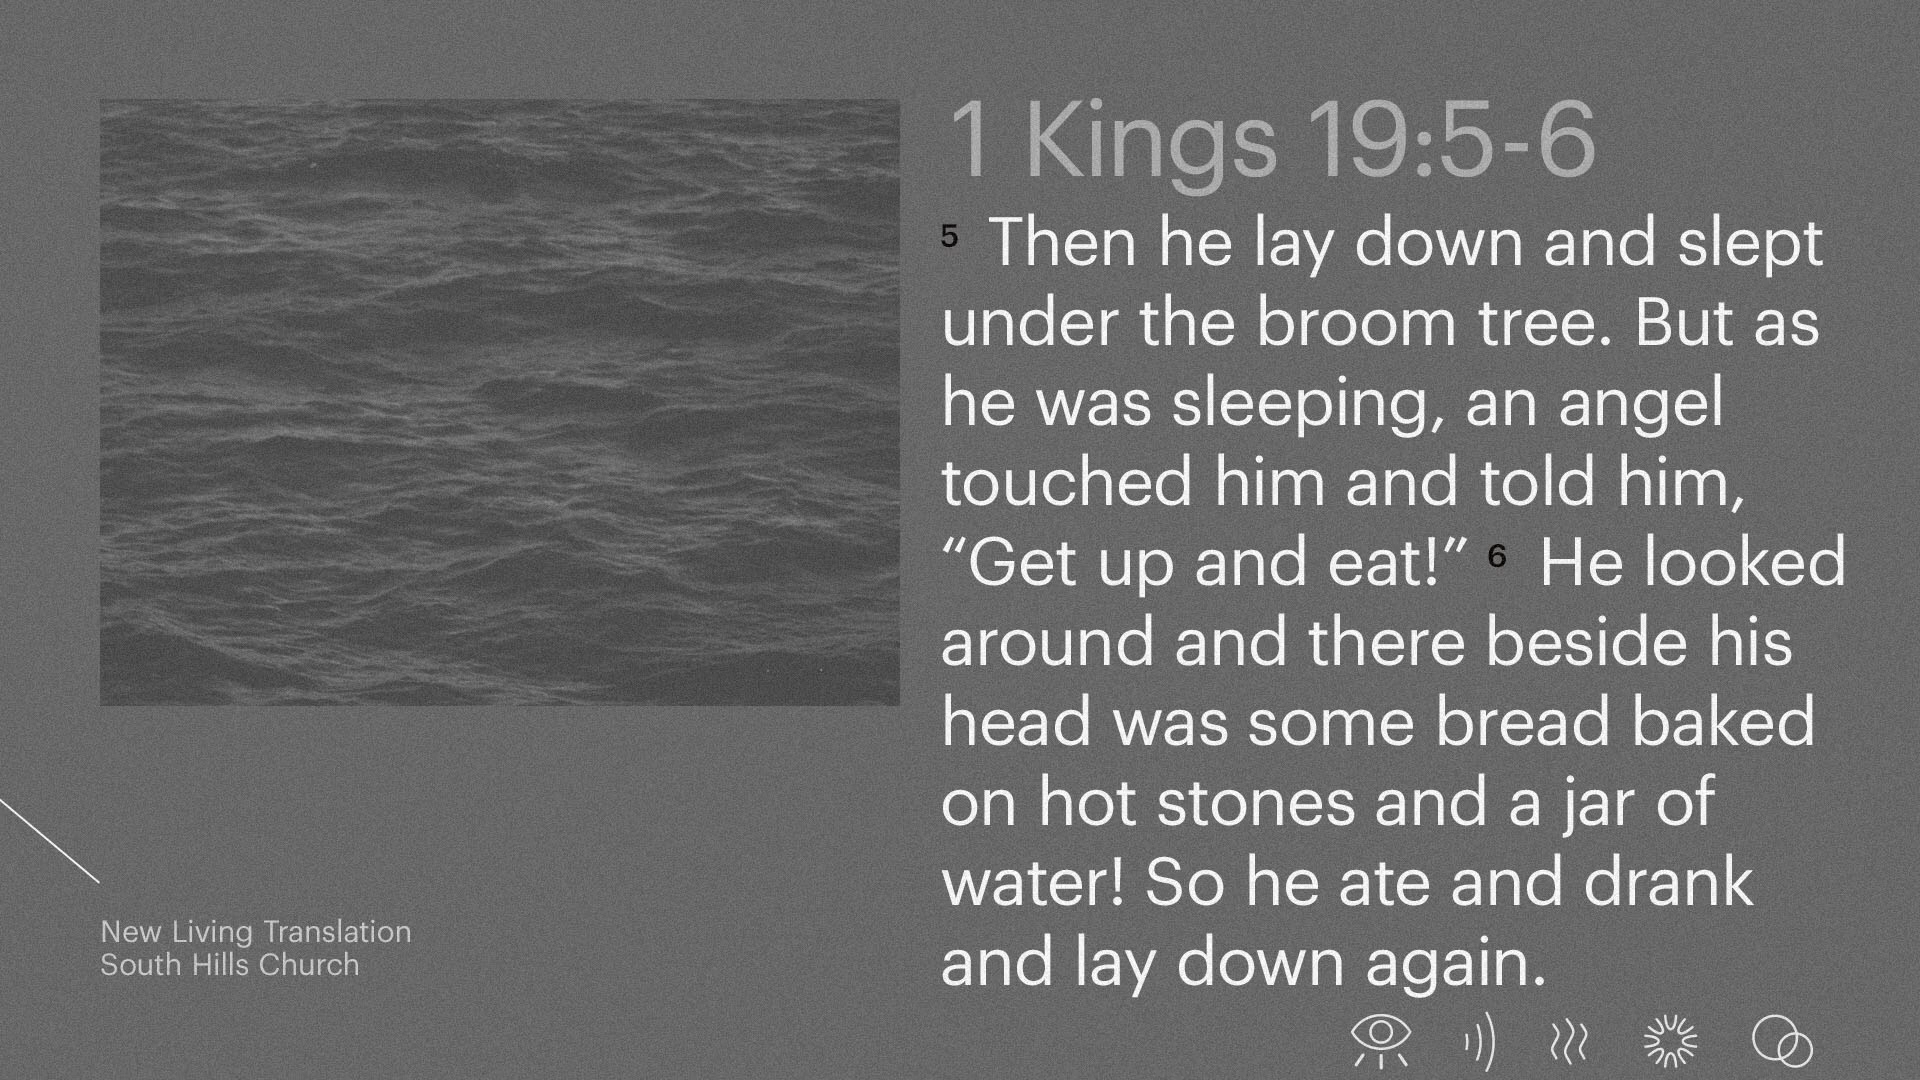 1 Kings 19:5-6
5 Then he lay down and slept
under the broom tree. But as
he was sleeping, an angel
touched him and told him,
“Get up and eat!” 6 He looked
around and there beside his
head was some bread baked
on hot stones and a jar of
water! So he ate and drank
and lay down again.
New Living Translation
South Hills Church